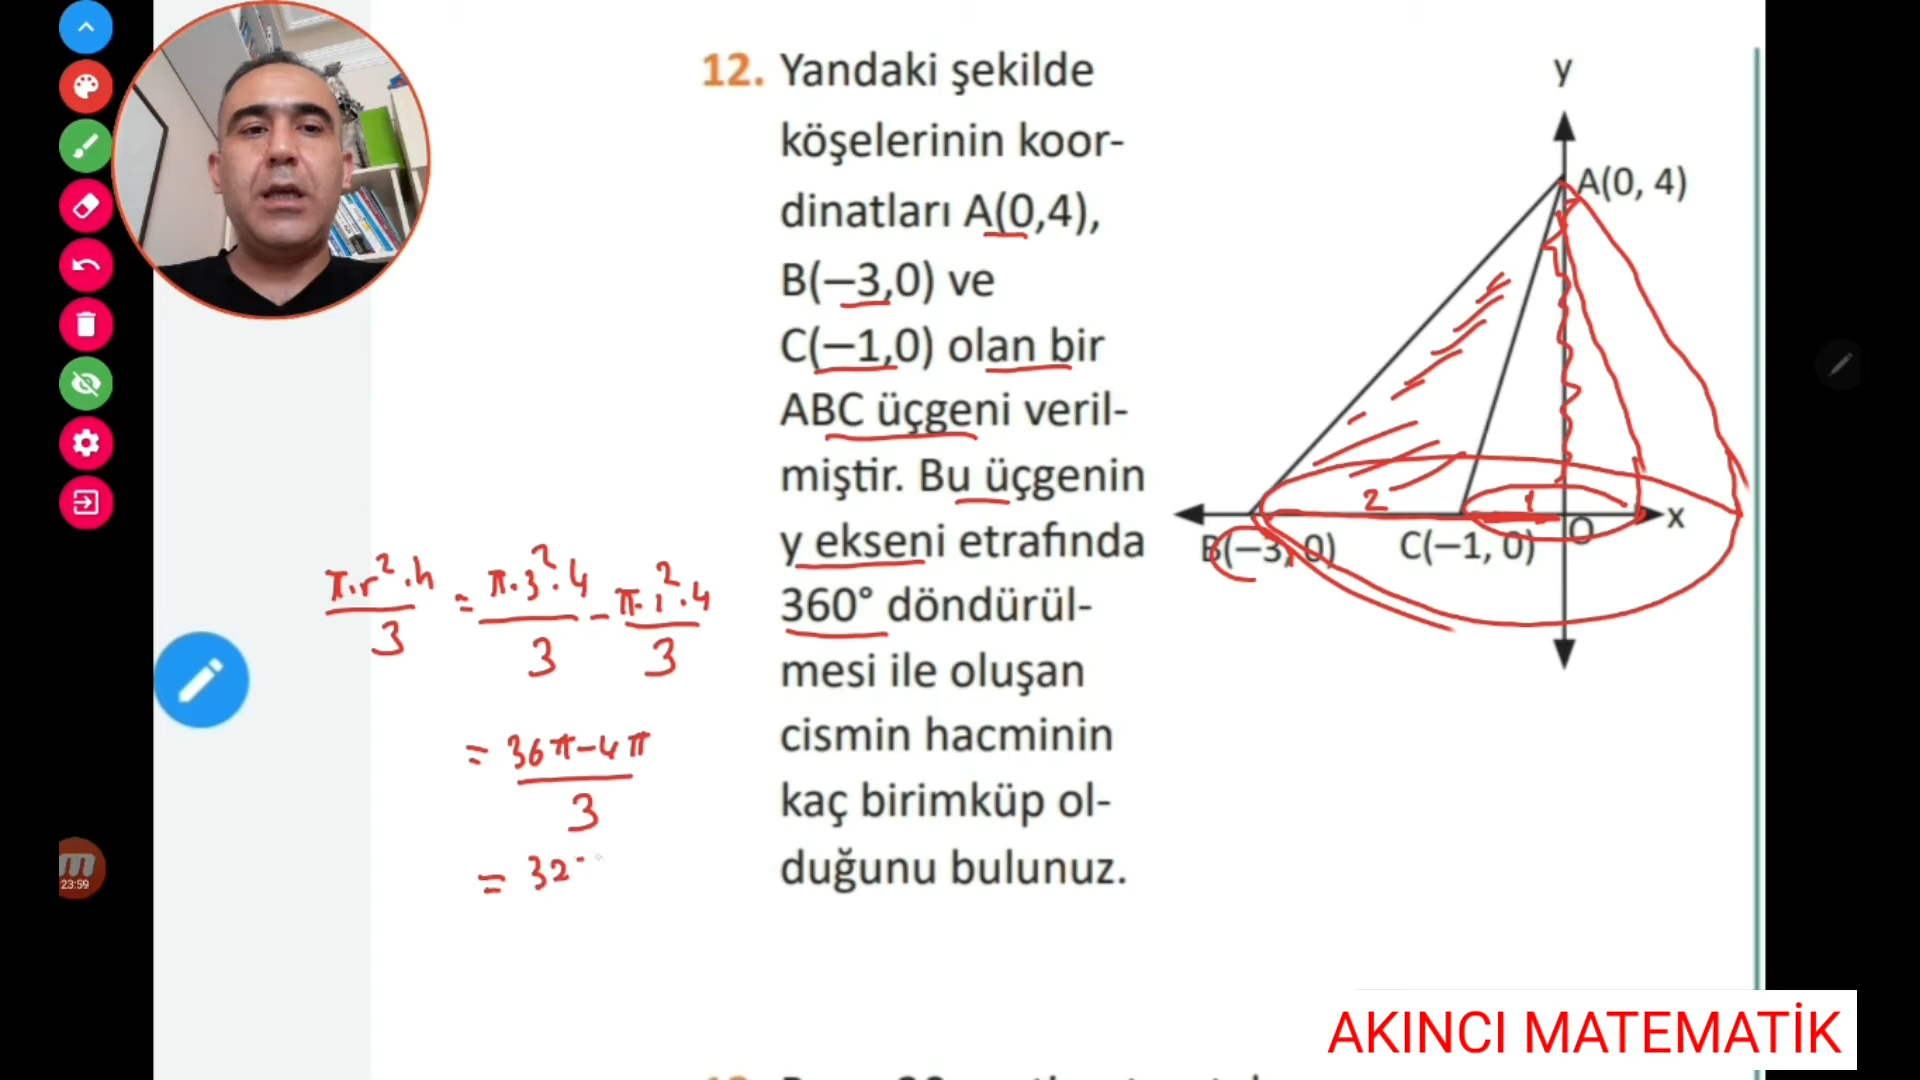 12. Yandaki şekilde
köşelerinin koor-
dinatları A(0,4),
B(−3,0) ve
C(−1,0) olan bir
ABC üçgeni veril-
miştir. Bu üçgenin
y ekseni etrafında
360° döndürül-
mesi ile oluşan
cismin hacminin
kaç birimküp ol-
duğunu bulunuz.
y
A(0, 4)
2
1
x
B(−3, 0)
C(−1, 0)
O
π.r².h/3 = π.3².4/3 − π.1².4/3
= 36π−4π/3
= 32
m
23:59
AKINCI MATEMATİK